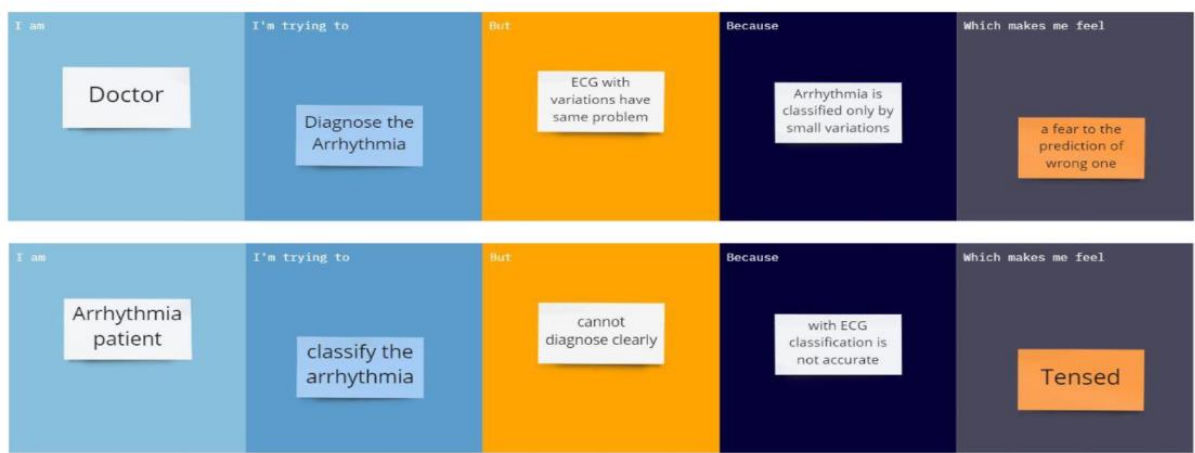 I am
I'm trying to
But
Because
Which makes me feel
Doctor
Diagnose the
Arrhythmia
ECG with
variations have
same problem
Arrhythmia is
classified only by
small variations
a fear to the
prediction of
wrong one
I am
I'm trying to
But
Because
Which makes me feel
Arrhythmia
patient
classify the
arrhythmia
cannot
diagnose clearly
with ECG
classification is
not accurate
Tensed